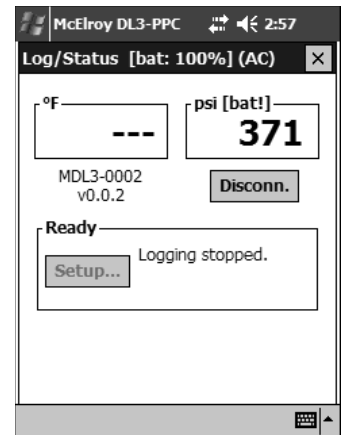 McElroy DL3-PPC 2:57
Log/Status [bat: 100%] (AC)
°F
psi [bat!]
---
371
MDL3-0002
v0.0.2
Disconn.
Ready
Setup...
Logging stopped.